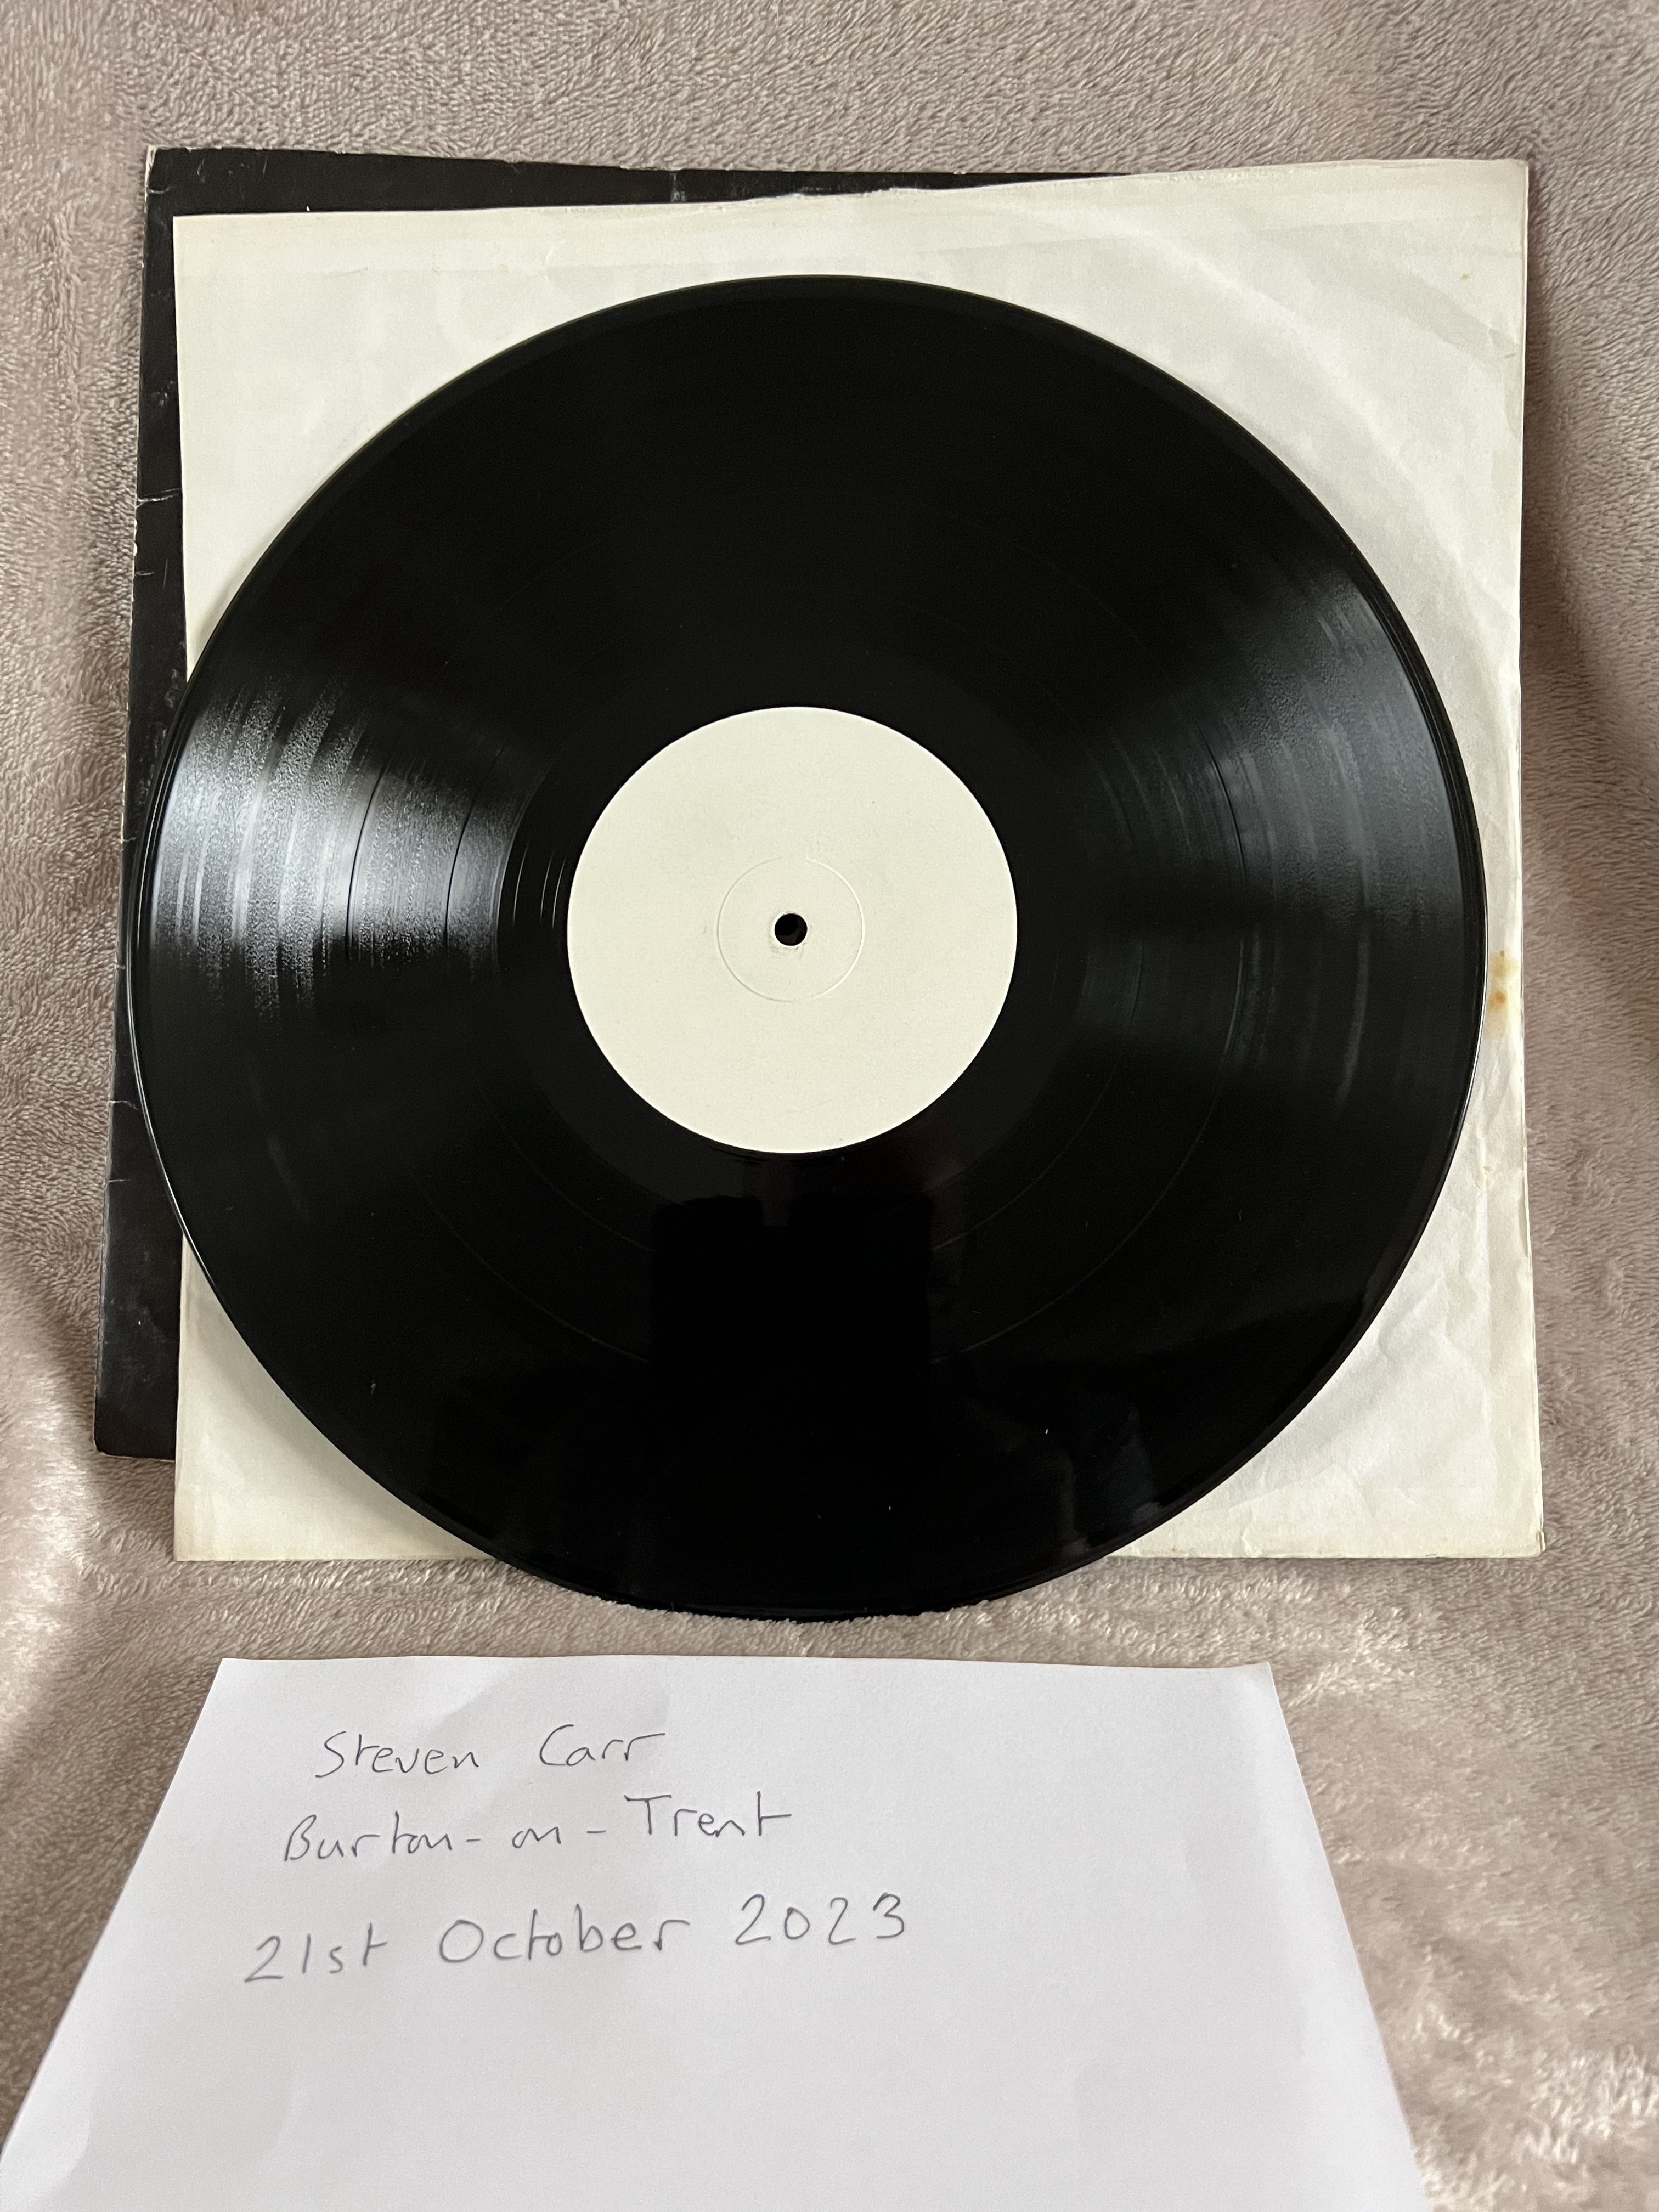 Steven Carr
Burton-on-Trent
21st October 2023